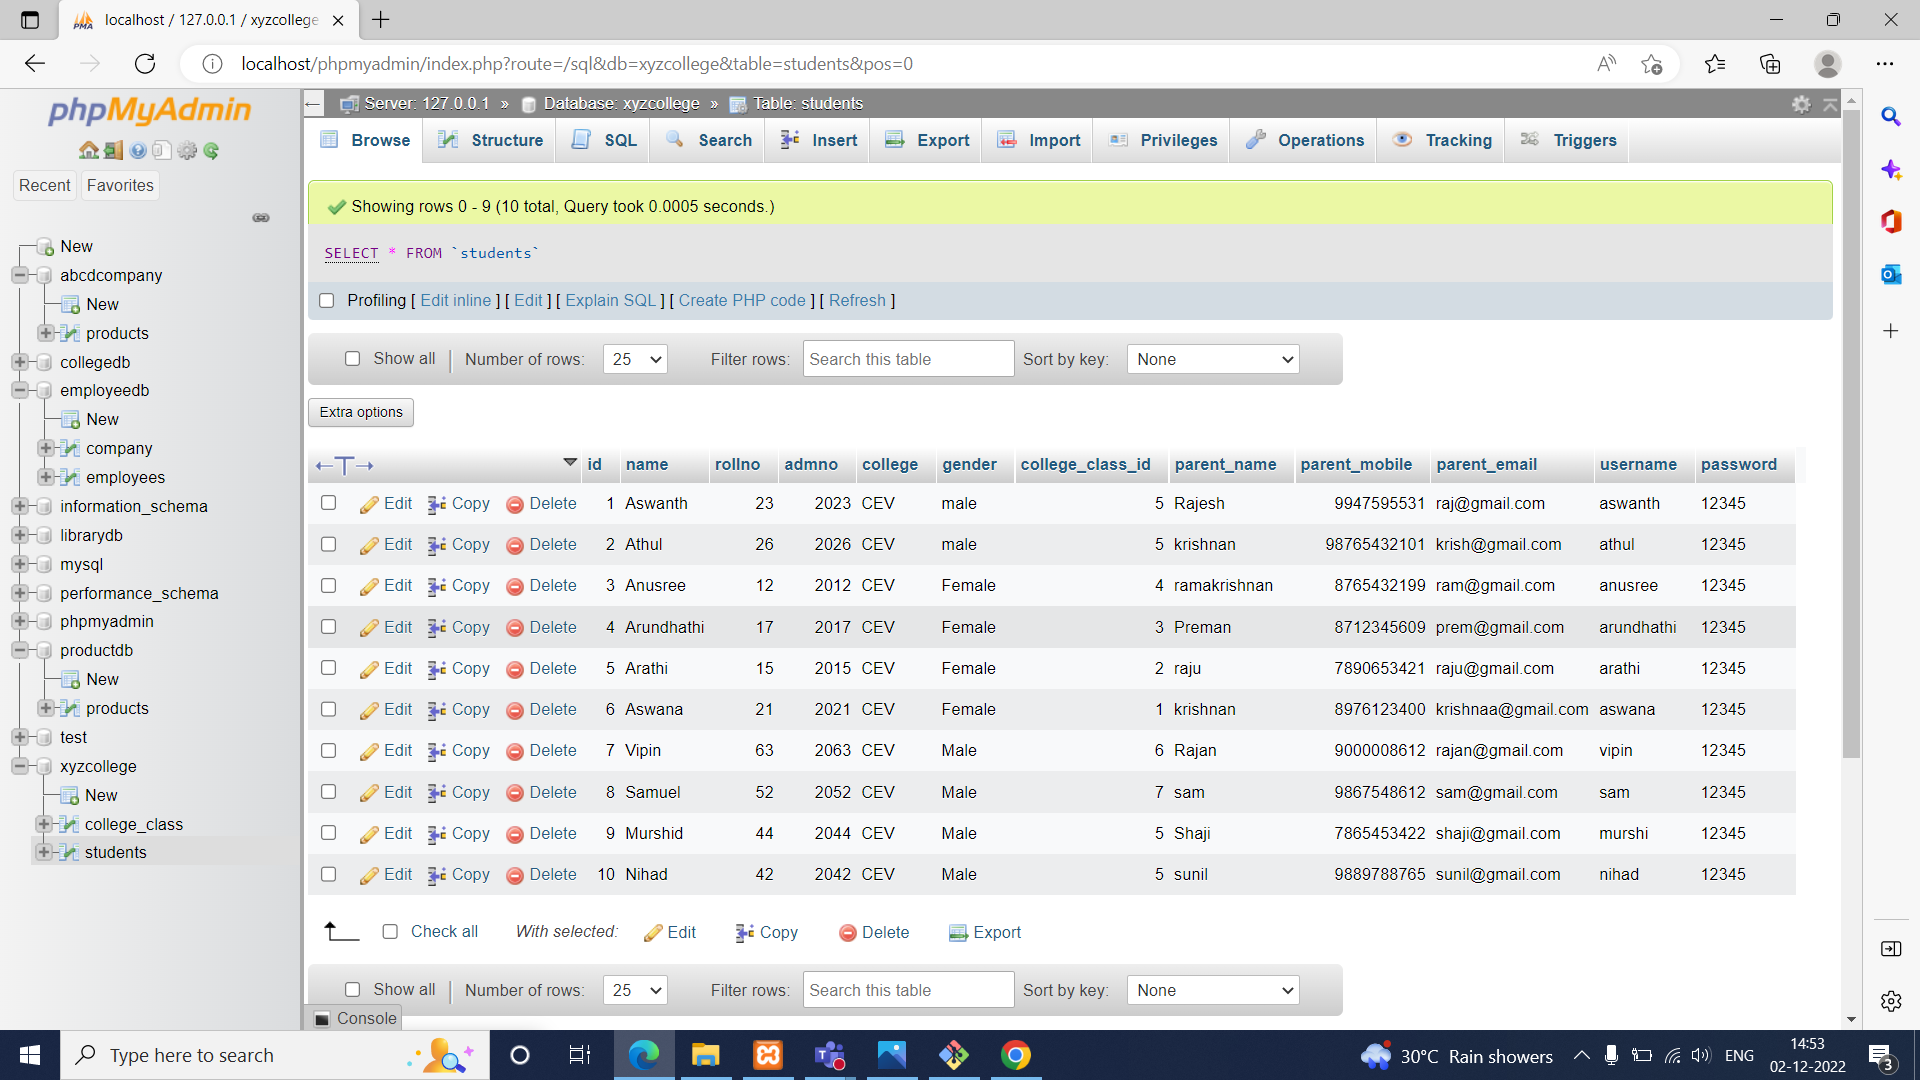 localhost / 127.0.0.1 / xyzcollege
localhost/phpmyadmin/index.php?route=/sql&db=xyzcollege&table=students&pos=0
phpMyAdmin
Recent Favorites
New
abcdcompany
New
products
collegedb
employeedb
New
company
employees
information_schema
librarydb
mysql
performance_schema
phpmyadmin
productdb
New
products
test
xyzcollege
New
college_class
students
Server: 127.0.0.1 » Database: xyzcollege » Table: students
Browse Structure SQL Search Insert Export Import Privileges Operations Tracking Triggers
Showing rows 0 - 9 (10 total, Query took 0.0005 seconds.)
SELECT * FROM `students`
Profiling [ Edit inline ] [ Edit ] [ Explain SQL ] [ Create PHP code ] [ Refresh ]
Show all Number of rows: 25 Filter rows: Search this table Sort by key: None
Extra options
id name rollno admno college gender college_class_id parent_name parent_mobile parent_email username password
Edit Copy Delete 1 Aswanth 23 2023 CEV male 5 Rajesh 9947595531 raj@gmail.com aswanth 12345
Edit Copy Delete 2 Athul 26 2026 CEV male 5 krishnan 98765432101 krish@gmail.com athul 12345
Edit Copy Delete 3 Anusree 12 2012 CEV Female 4 ramakrishnan 8765432199 ram@gmail.com anusree 12345
Edit Copy Delete 4 Arundhathi 17 2017 CEV Female 3 Preman 8712345609 prem@gmail.com arundhathi 12345
Edit Copy Delete 5 Arathi 15 2015 CEV Female 2 raju 7890653421 raju@gmail.com arathi 12345
Edit Copy Delete 6 Aswana 21 2021 CEV Female 1 krishnan 8976123400 krishnaa@gmail.com aswana 12345
Edit Copy Delete 7 Vipin 63 2063 CEV Male 6 Rajan 9000008612 rajan@gmail.com vipin 12345
Edit Copy Delete 8 Samuel 52 2052 CEV Male 7 sam 9867548612 sam@gmail.com sam 12345
Edit Copy Delete 9 Murshid 44 2044 CEV Male 5 Shaji 7865453422 shaji@gmail.com murshi 12345
Edit Copy Delete 10 Nihad 42 2042 CEV Male 5 sunil 9889788765 sunil@gmail.com nihad 12345
Check all With selected: Edit Copy Delete Export
Show all Number of rows: 25 Filter rows: Search this table Sort by key: None
Console
Type here to search
30°C Rain showers
ENG
14:53
02-12-2022
3